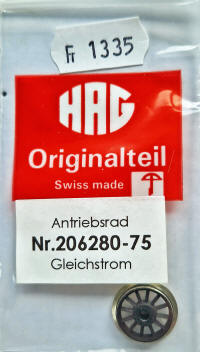 Fr 1335
HAG
Originalteil
Swiss made
Antriebsrad
Nr.206280-75
Gleichstrom